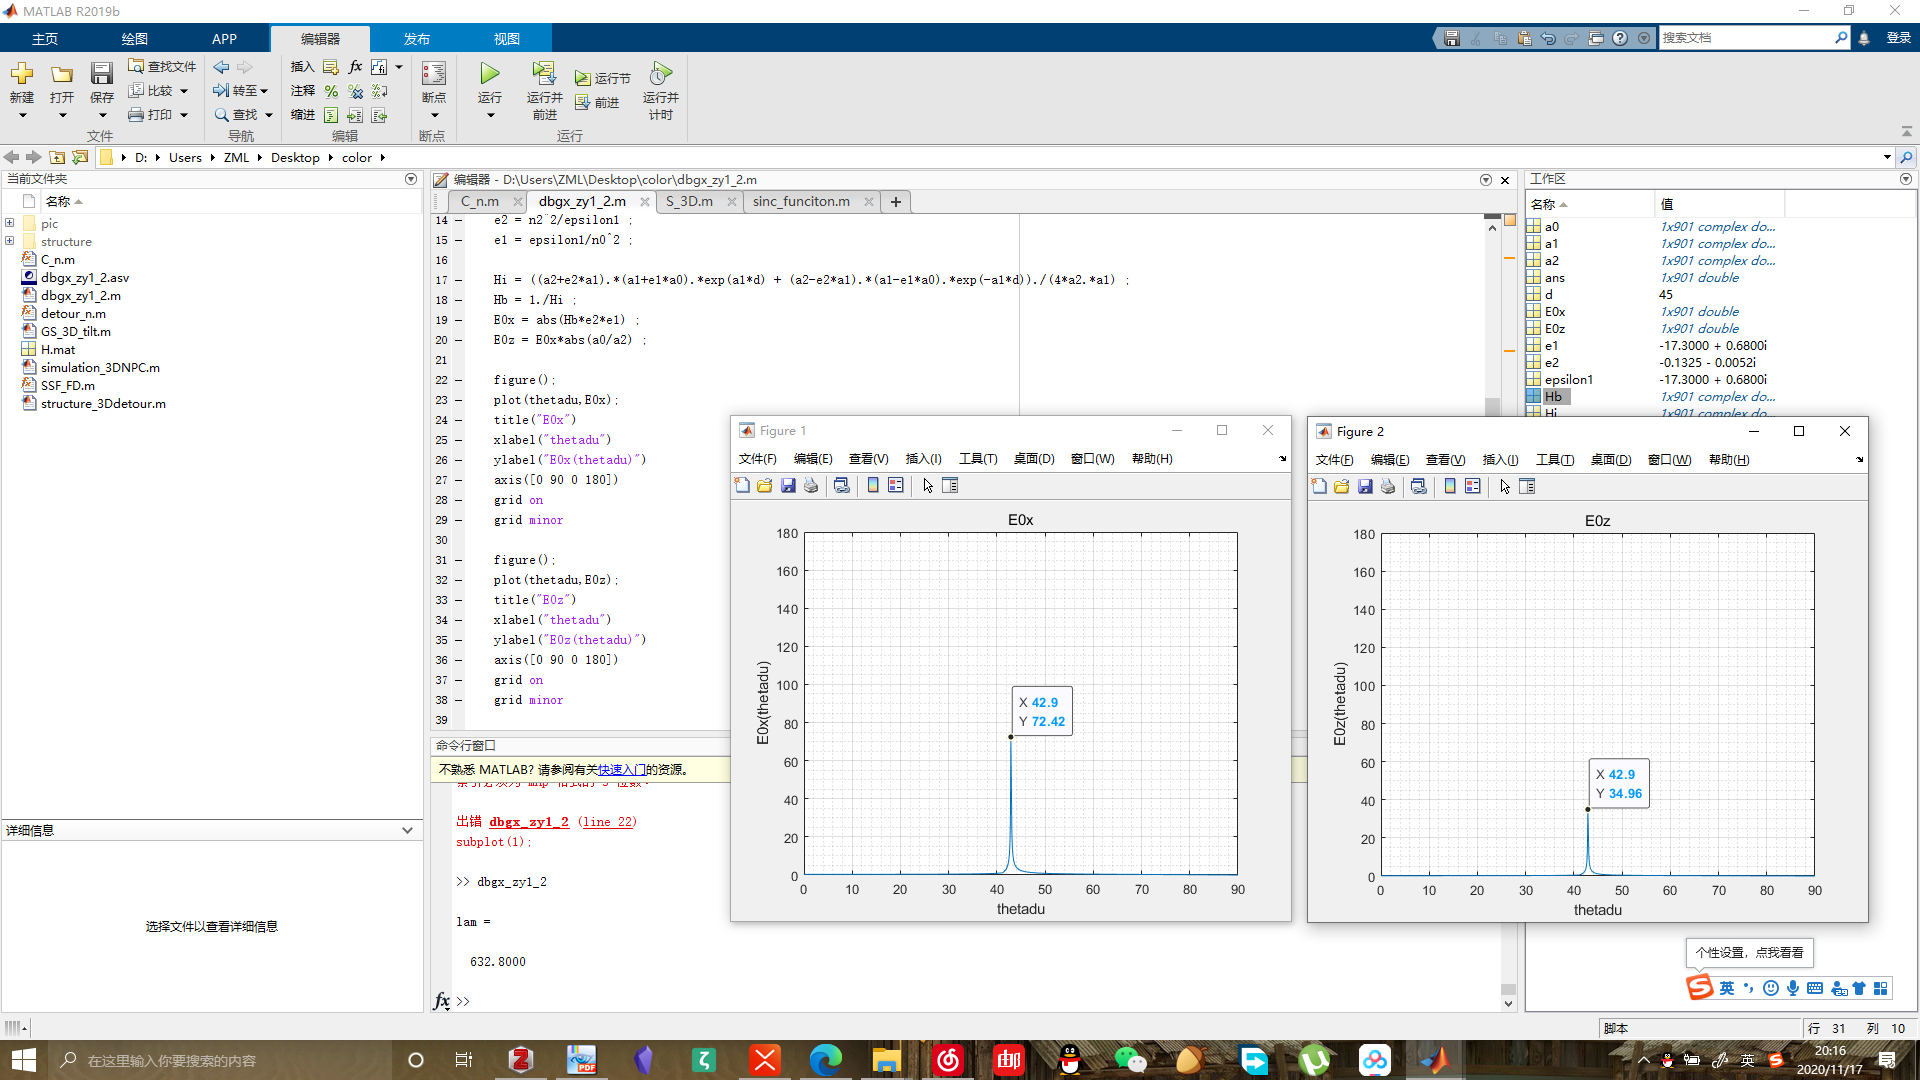 MATLAB R2019b
主页 绘图 APP 编辑器 发布 视图
搜索文档 登录
新建 打开 保存 查找文件 比较 打印 转至 查找 插入 注释 缩进 断点 运行 运行并前进 运行节 前进 运行并计时
文件 导航 编辑 断点 运行
D: Users ZML Desktop color
当前文件夹
名称
pic
structure
C_n.m
dbgx_zy1_2.asv
dbgx_zy1_2.m
detour_n.m
GS_3D_tilt.m
H.mat
simulation_3DNPC.m
SSF_FD.m
structure_3Ddetour.m
详细信息
选择文件以查看详细信息
编辑器 - D:\Users\ZML\Desktop\color\dbgx_zy1_2.m
C_n.m dbgx_zy1_2.m S_3D.m sinc_funciton.m
14 – e2 = n2^2/epsilon1 ;
15 – e1 = epsilon1/n0^2 ;
16
17 – Hi = ((a2+e2*a1).*(a1+e1*a0).*exp(a1*d) + (a2-e2*a1).*(a1-e1*a0).*exp(-a1*d))./(4*a2.*a1) ;
18 – Hb = 1./Hi ;
19 – E0x = abs(Hb*e2*e1) ;
20 – E0z = E0x*abs(a0/a2) ;
21
22 – figure();
23 – plot(thetadu,E0x);
24 – title("E0x")
25 – xlabel("thetadu")
26 – ylabel("E0x(thetadu)")
27 – axis([0 90 0 180])
28 – grid on
29 – grid minor
30
31 – figure();
32 – plot(thetadu,E0z);
33 – title("E0z")
34 – xlabel("thetadu")
35 – ylabel("E0z(thetadu)")
36 – axis([0 90 0 180])
37 – grid on
38 – grid minor
39
命令行窗口
不熟悉 MATLAB? 请参阅有关快速入门的资源。
出错 dbgx_zy1_2 (line 22)
subplot(1);
>> dbgx_zy1_2
lam =
632.8000
fx >>
Figure 1
文件(F) 编辑(E) 查看(V) 插入(I) 工具(T) 桌面(D) 窗口(W) 帮助(H)
E0x
180
160
140
120
100
80
60
40
20
0
E0x(thetadu)
X 42.9
Y 72.42
0 10 20 30 40 50 60 70 80 90
thetadu
Figure 2
文件(F) 编辑(E) 查看(V) 插入(I) 工具(T) 桌面(D) 窗口(W) 帮助(H)
E0z
180
160
140
120
100
80
60
40
20
0
E0z(thetadu)
X 42.9
Y 34.96
0 10 20 30 40 50 60 70 80 90
thetadu
工作区
名称 值
a0 1x901 complex do...
a1 1x901 complex do...
a2 1x901 complex do...
ans 1x901 double
d 45
E0x 1x901 double
E0z 1x901 double
e1 -17.3000 + 0.6800i
e2 -0.1325 - 0.0052i
epsilon1 -17.3000 + 0.6800i
Hb 1x901 complex do...
Hi 1x901 complex do...
个性设置，点我看看
英
脚本 行 31 列 10
在这里输入你要搜索的内容
英
20:16
2020/11/17